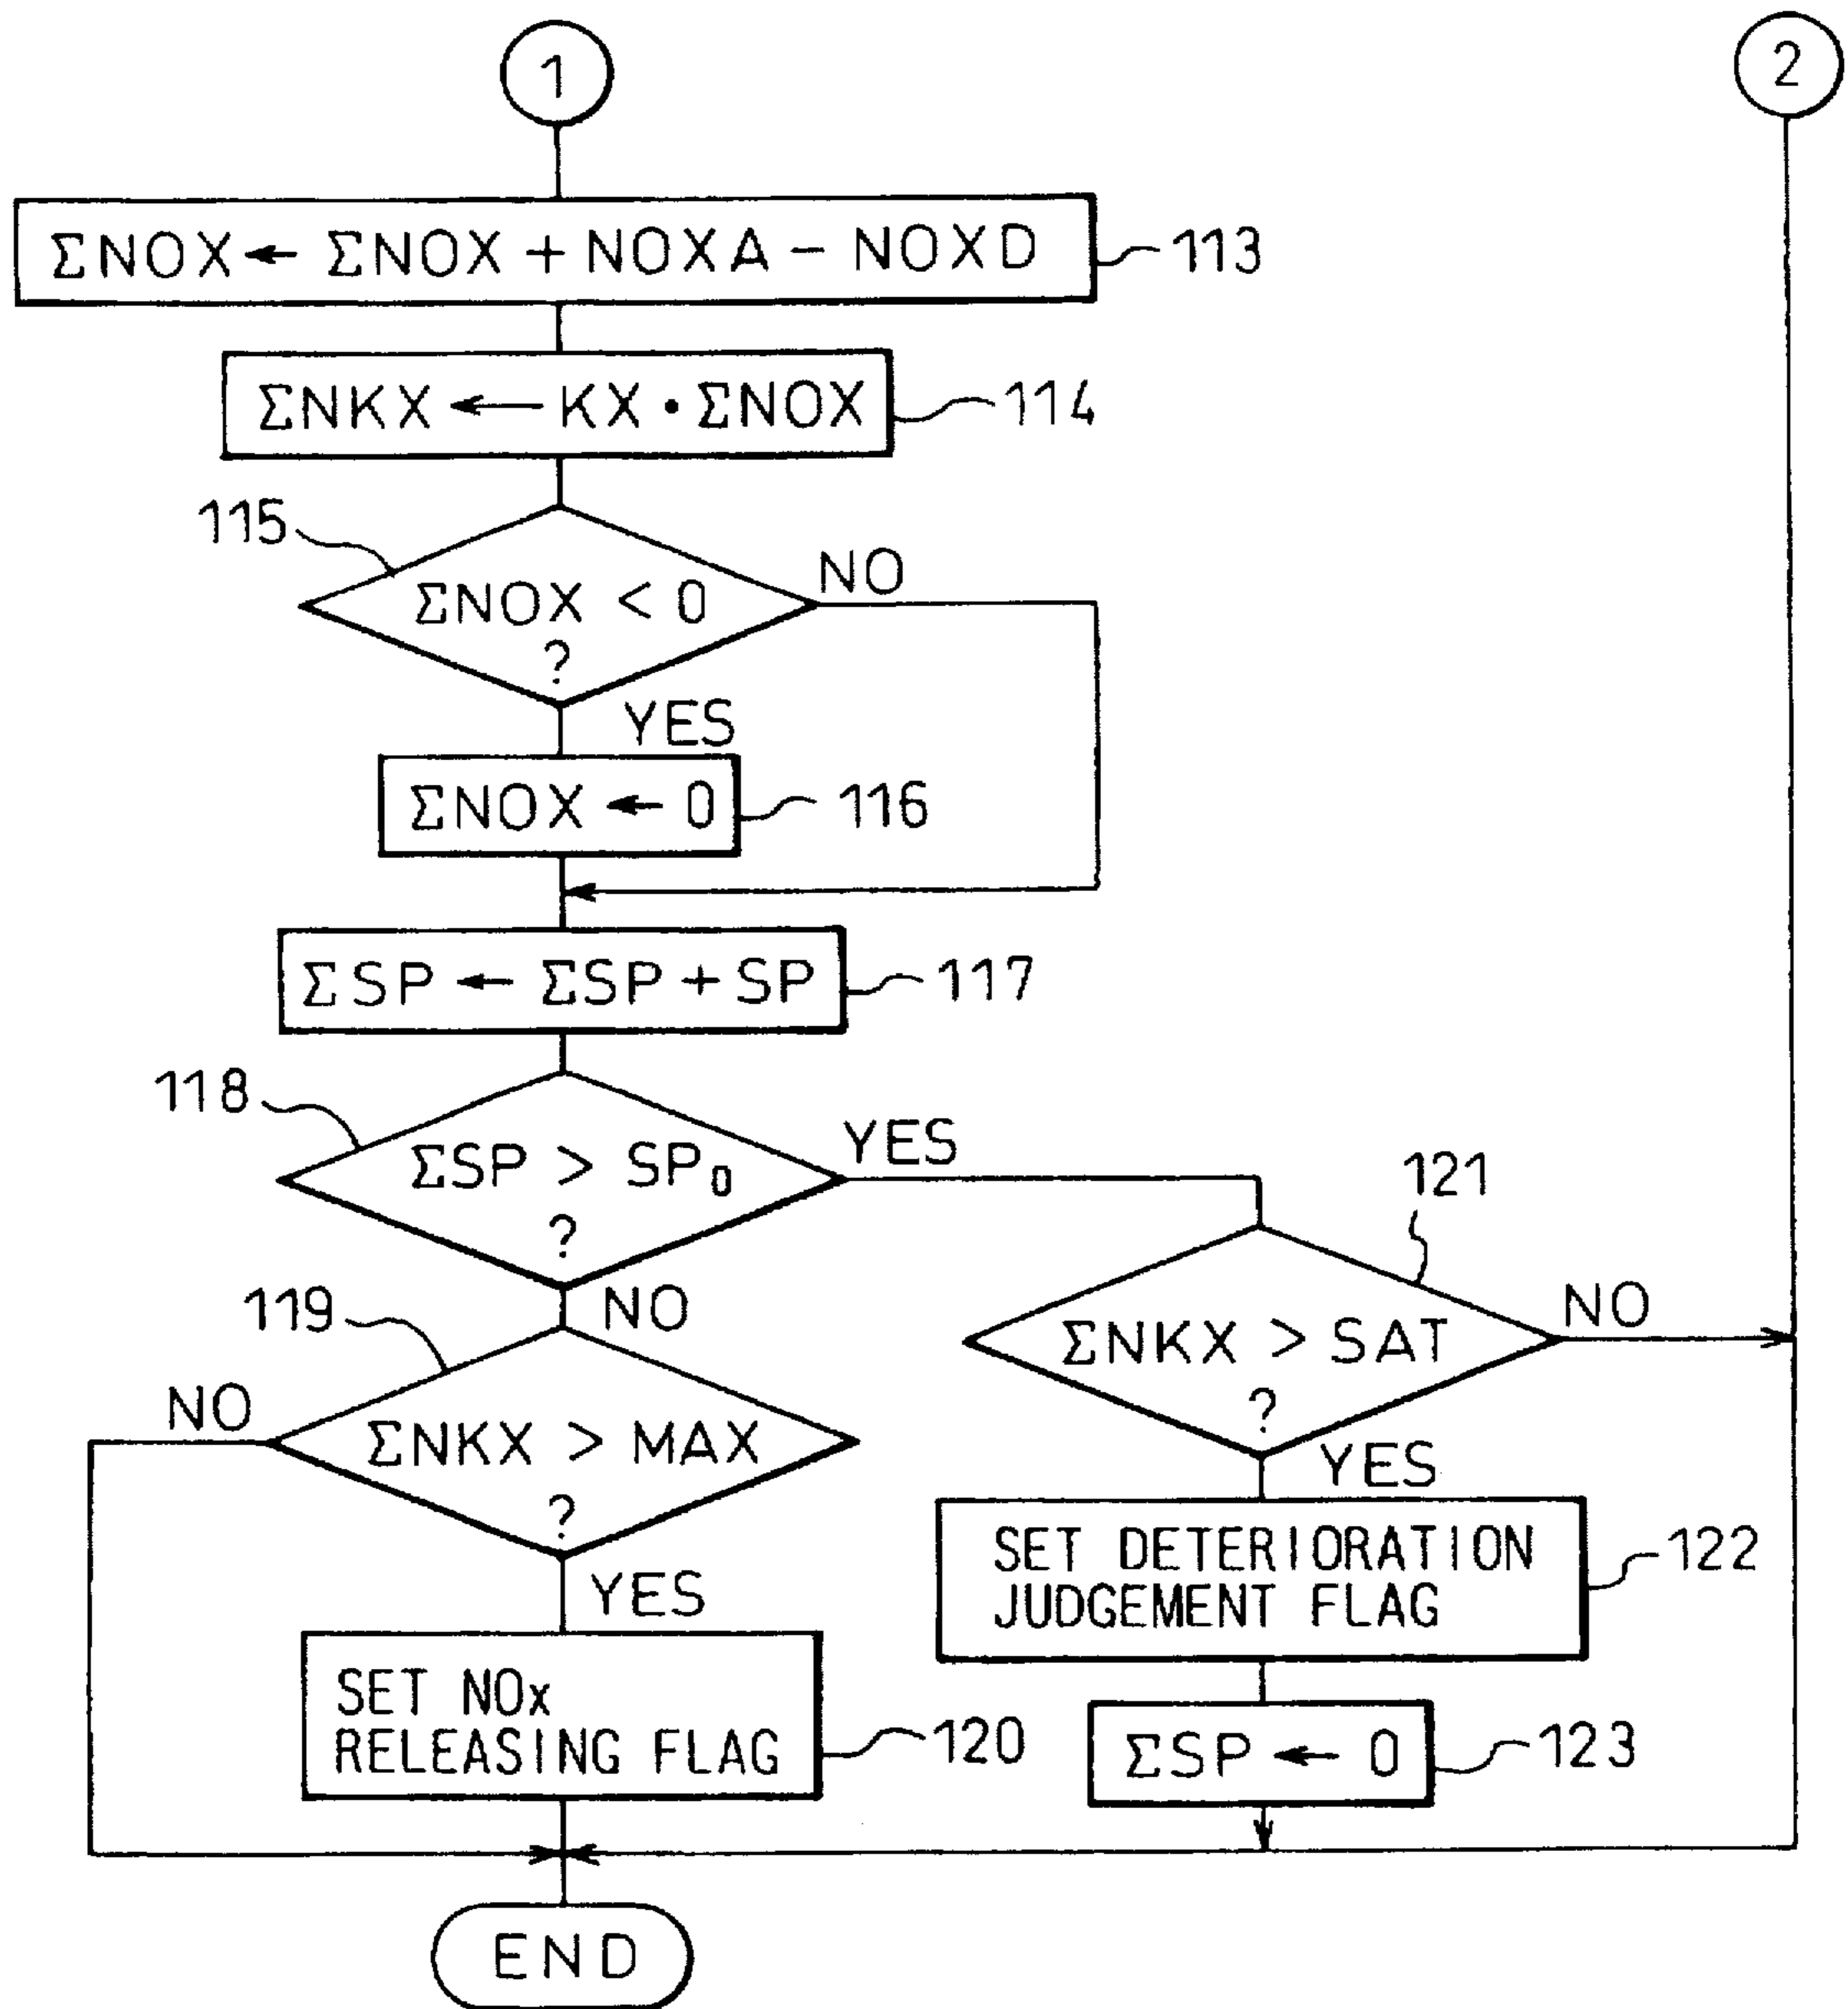 1
2
ΣNOX ← ΣNOX + NOXA − NOXD
113
ΣNKX ← KX • ΣNOX
114
115
ΣNOX < 0
?
NO
YES
ΣNOX ← 0
116
ΣSP ← ΣSP + SP
117
118
ΣSP > SP₀
?
YES
NO
121
ΣNKX > SAT
?
NO
YES
119
ΣNKX > MAX
?
NO
YES
SET DETERIORATION
JUDGEMENT FLAG
122
SET NOx
RELEASING FLAG
120
ΣSP ← 0
123
END